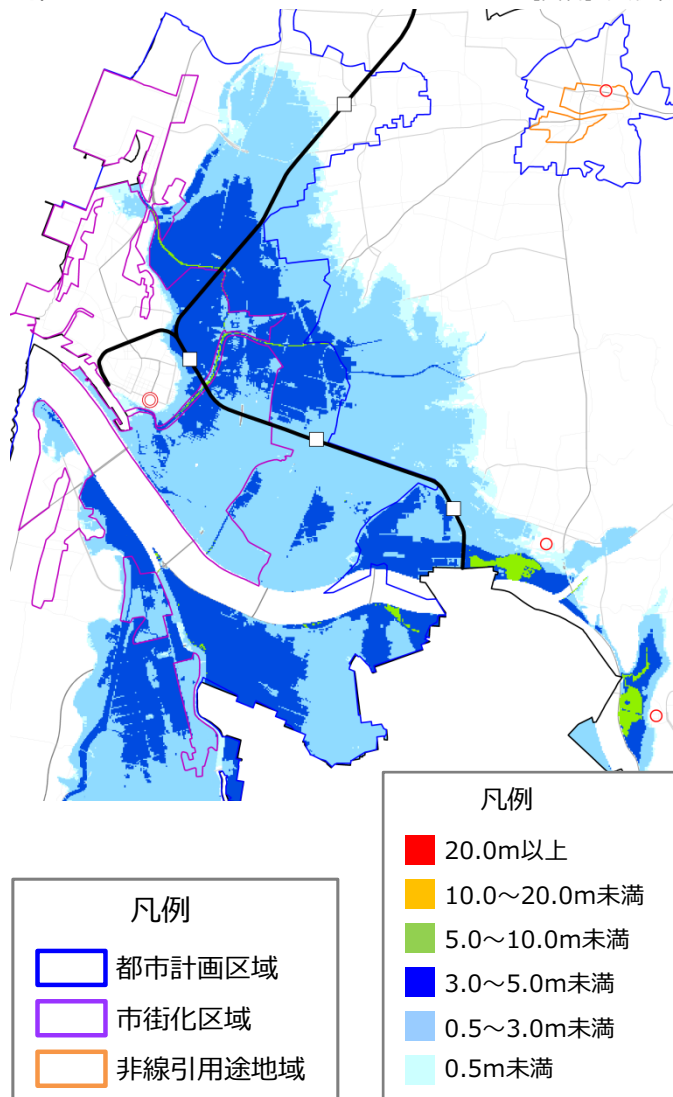 凡例
20.0m以上
10.0～20.0m未満
5.0～10.0m未満
3.0～5.0m未満
0.5～3.0m未満
0.5m未満
凡例
都市計画区域
市街化区域
非線引用途地域